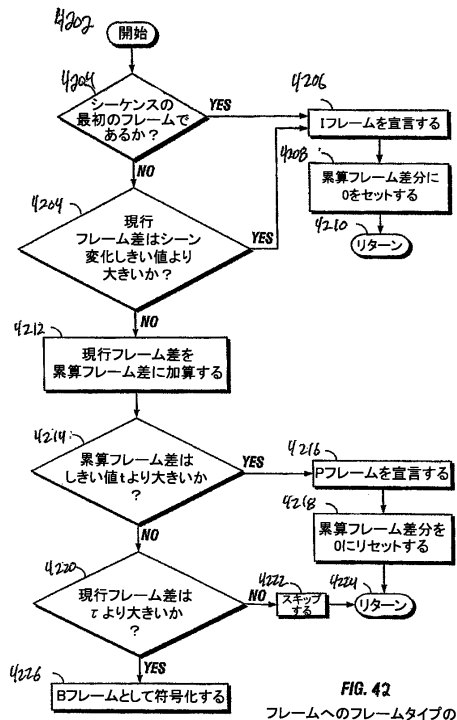 4202
開始
4204
シーケンスの
最初のフレームで
あるか？
YES
NO
4206
Iフレームを宣言する
4208
累算フレーム差分に
0をセットする
4210
リターン
4204
現行
フレーム差はシーン
変化しきい値より
大きいか？
YES
NO
4212
現行フレーム差を
累算フレーム差に加算する
4214
累算フレーム差は
しきい値tより大きいか
？
YES
NO
4216
Pフレームを宣言する
4218
累算フレーム差分を
0にリセットする
4220
現行フレーム差は
τより大きいか
？
NO
YES
4222
スキップ
する
4224
リターン
4226
Bフレームとして符号化する
FIG. 42
フレームへのフレームタイプの